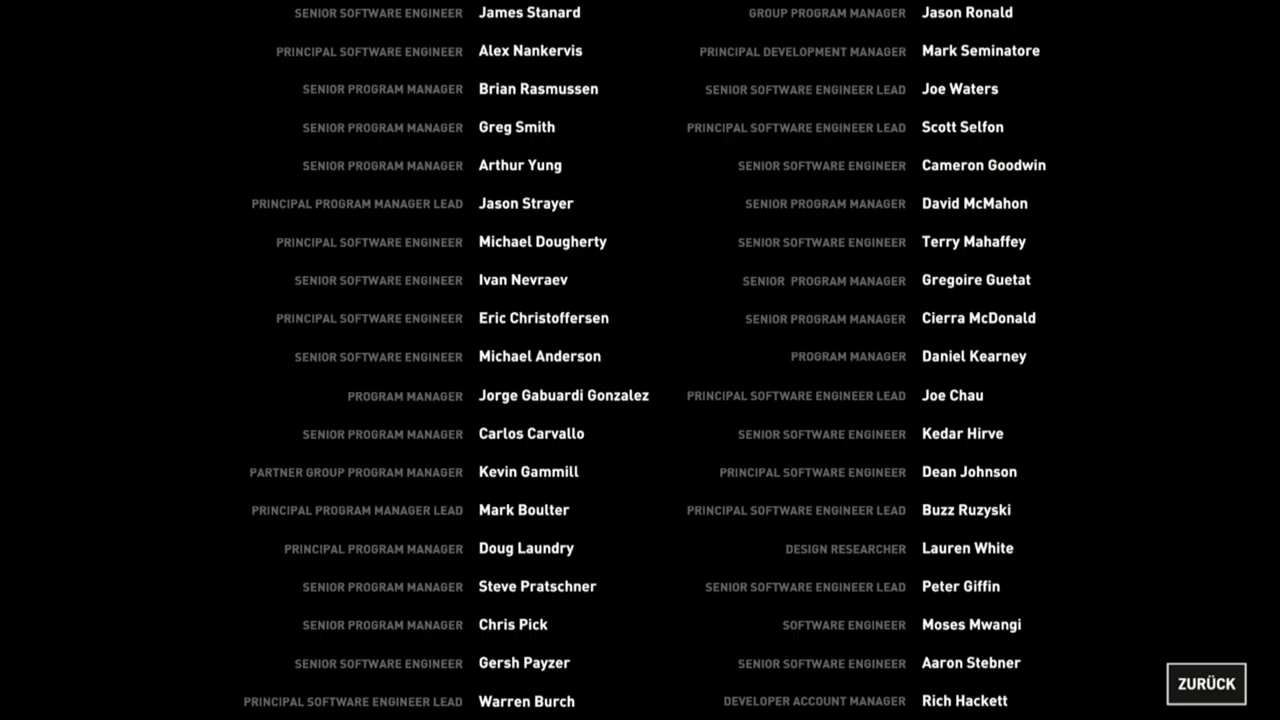 SENIOR SOFTWARE ENGINEER James Stanard
PRINCIPAL SOFTWARE ENGINEER Alex Nankervis
SENIOR PROGRAM MANAGER Brian Rasmussen
SENIOR PROGRAM MANAGER Greg Smith
SENIOR PROGRAM MANAGER Arthur Yung
PRINCIPAL PROGRAM MANAGER LEAD Jason Strayer
PRINCIPAL SOFTWARE ENGINEER Michael Dougherty
SENIOR SOFTWARE ENGINEER Ivan Nevraev
PRINCIPAL SOFTWARE ENGINEER Eric Christoffersen
SENIOR SOFTWARE ENGINEER Michael Anderson
PROGRAM MANAGER Jorge Gabuardi Gonzalez
SENIOR PROGRAM MANAGER Carlos Carvallo
PARTNER GROUP PROGRAM MANAGER Kevin Gammill
PRINCIPAL PROGRAM MANAGER LEAD Mark Boulter
PRINCIPAL PROGRAM MANAGER Doug Laundry
SENIOR PROGRAM MANAGER Steve Pratschner
SENIOR PROGRAM MANAGER Chris Pick
SENIOR SOFTWARE ENGINEER Gersh Payzer
PRINCIPAL SOFTWARE ENGINEER LEAD Warren Burch
GROUP PROGRAM MANAGER Jason Ronald
PRINCIPAL DEVELOPMENT MANAGER Mark Seminatore
SENIOR SOFTWARE ENGINEER LEAD Joe Waters
PRINCIPAL SOFTWARE ENGINEER LEAD Scott Selfon
SENIOR SOFTWARE ENGINEER Cameron Goodwin
SENIOR PROGRAM MANAGER David McMahon
SENIOR SOFTWARE ENGINEER Terry Mahaffey
SENIOR PROGRAM MANAGER Gregoire Guetat
SENIOR PROGRAM MANAGER Cierra McDonald
PROGRAM MANAGER Daniel Kearney
PRINCIPAL SOFTWARE ENGINEER LEAD Joe Chau
SENIOR SOFTWARE ENGINEER Kedar Hirve
PRINCIPAL SOFTWARE ENGINEER Dean Johnson
PRINCIPAL SOFTWARE ENGINEER LEAD Buzz Ruzyski
DESIGN RESEARCHER Lauren White
SENIOR SOFTWARE ENGINEER LEAD Peter Giffin
SOFTWARE ENGINEER Moses Mwangi
SENIOR SOFTWARE ENGINEER Aaron Stebner
DEVELOPER ACCOUNT MANAGER Rich Hackett
ZURÜCK